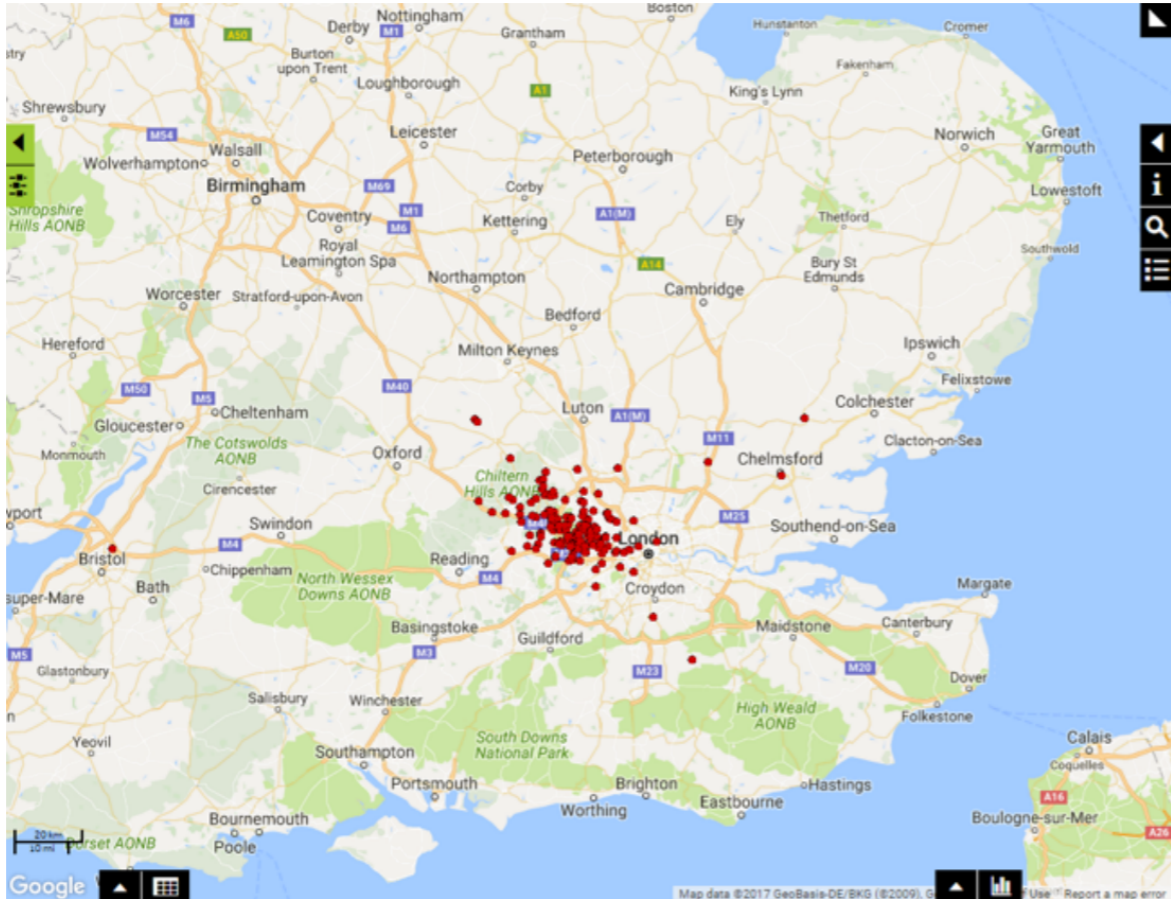 Boston
Hunstanton
Cromer
M6
A50
Derby
Nottingham
M1
Grantham
Burton
upon Trent
Fakenham
Loughborough
A1
King's Lynn
Shrewsbury
M54
Walsall
Leicester
Norwich
Great
Yarmouth
Wolverhampton
Peterborough
Birmingham
M69
Corby
Lowestoft
Shropshire
Hills AONB
Coventry
M1
M6
Kettering
A1(M)
Ely
Thetford
Royal
Leamington Spa
Southwold
A14
Bury St
Edmunds
Northampton
Worcester
Stratford-upon-Avon
Cambridge
Bedford
Hereford
Milton Keynes
Ipswich
M50
M5
M40
Felixstowe
Cheltenham
Luton
A1(M)
Colchester
Gloucester
M11
Clacton-on-Sea
The Cotswolds
AONB
Monmouth
Oxford
Chelmsford
Chiltern
Hills AONB
Cirencester
Swindon
M25
Southend-on-Sea
London
M4
Bristol
Reading
Chippenham
M4
North Wessex
Downs AONB
Bath
Croydon
Margate
super-Mare
Basingstoke
Guildford
Maidstone
Canterbury
M5
M3
M23
M20
Glastonbury
Dover
Salisbury
Winchester
High Weald
AONB
Folkestone
Yeovil
South Downs
National Park
Southampton
Calais
Coquelles
Portsmouth
Brighton
Hastings
Worthing
Eastbourne
A16
Boulogne-sur-Mer
A26
Bournemouth
Poole
20 km
10 mi
Dorset AONB
Google
Map data ©2017 GeoBasis-DE/BKG (©2009), G
Use
Report a map error